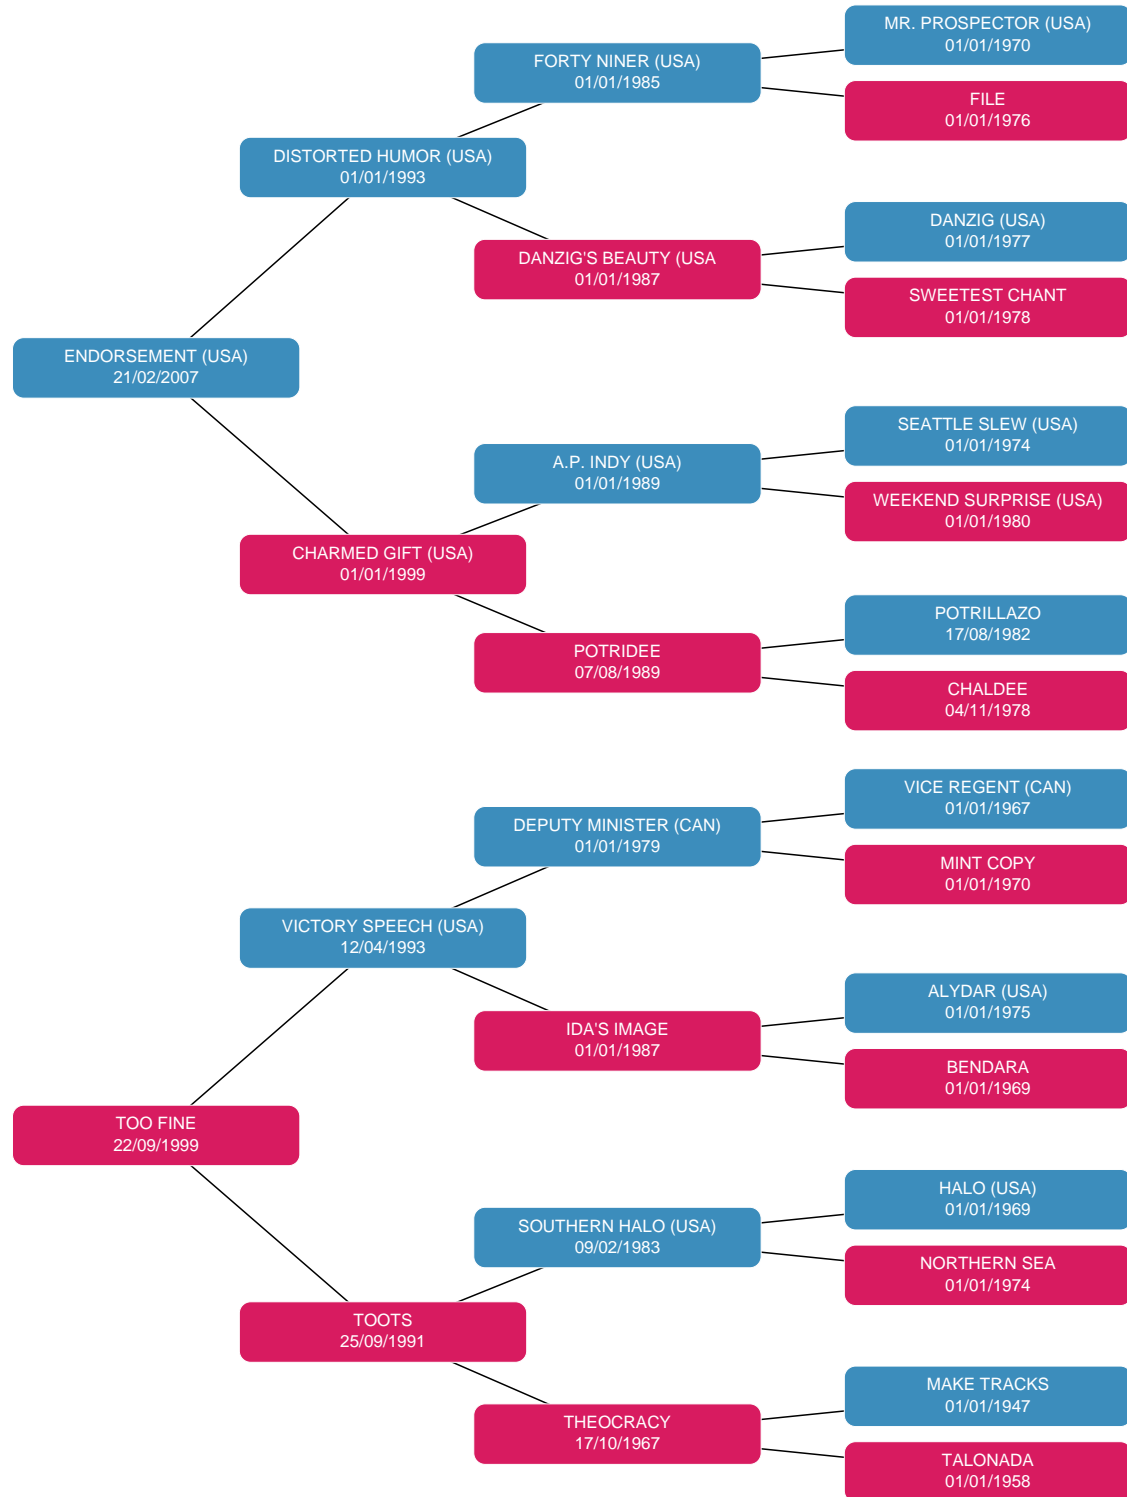 MR. PROSPECTOR (USA)
01/01/1970
FORTY NINER (USA)
01/01/1985
FILE
01/01/1976
DISTORTED HUMOR (USA)
01/01/1993
DANZIG (USA)
01/01/1977
DANZIG'S BEAUTY (USA
01/01/1987
SWEETEST CHANT
01/01/1978
ENDORSEMENT (USA)
21/02/2007
SEATTLE SLEW (USA)
01/01/1974
A.P. INDY (USA)
01/01/1989
WEEKEND SURPRISE (USA)
01/01/1980
CHARMED GIFT (USA)
01/01/1999
POTRILLAZO
17/08/1982
POTRIDEE
07/08/1989
CHALDEE
04/11/1978
VICE REGENT (CAN)
01/01/1967
DEPUTY MINISTER (CAN)
01/01/1979
MINT COPY
01/01/1970
VICTORY SPEECH (USA)
12/04/1993
ALYDAR (USA)
01/01/1975
IDA'S IMAGE
01/01/1987
BENDARA
01/01/1969
TOO FINE
22/09/1999
HALO (USA)
01/01/1969
SOUTHERN HALO (USA)
09/02/1983
NORTHERN SEA
01/01/1974
TOOTS
25/09/1991
MAKE TRACKS
01/01/1947
THEOCRACY
17/10/1967
TALONADA
01/01/1958